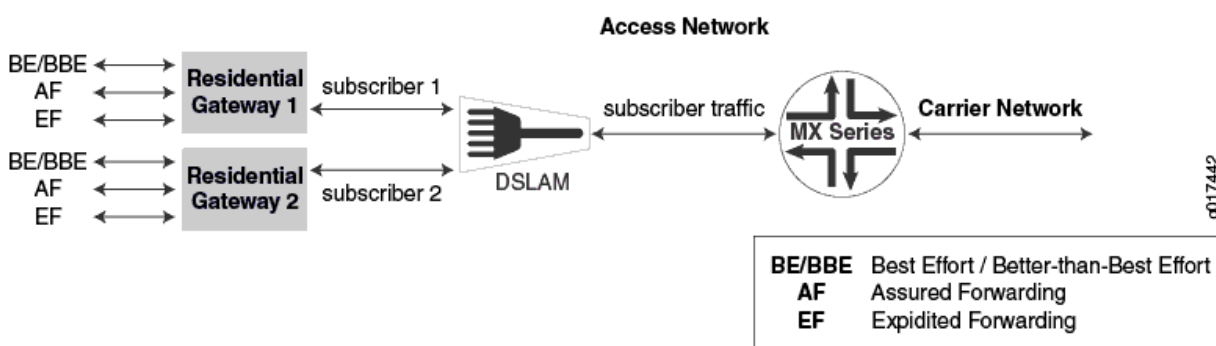 Access Network
BE/BBE
AF
EF
Residential
Gateway 1
subscriber 1
BE/BBE
AF
EF
Residential
Gateway 2
subscriber 2
DSLAM
subscriber traffic
MX Series
Carrier Network
g017442
BE/BBE Best Effort / Better-than-Best Effort
AF Assured Forwarding
EF Expidited Forwarding